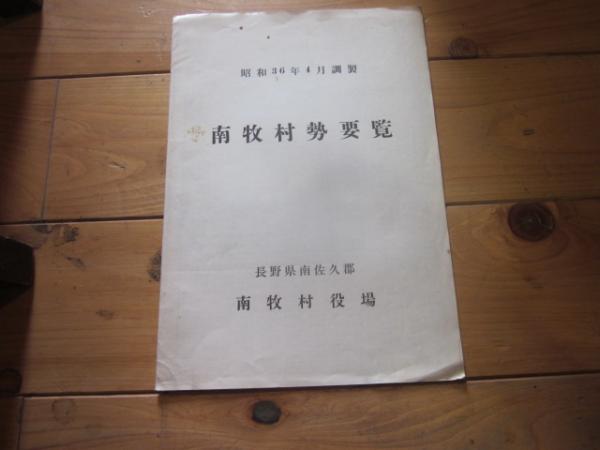 昭和36年4月調製
南牧村勢要覧
長野県南佐久郡
南牧村役場